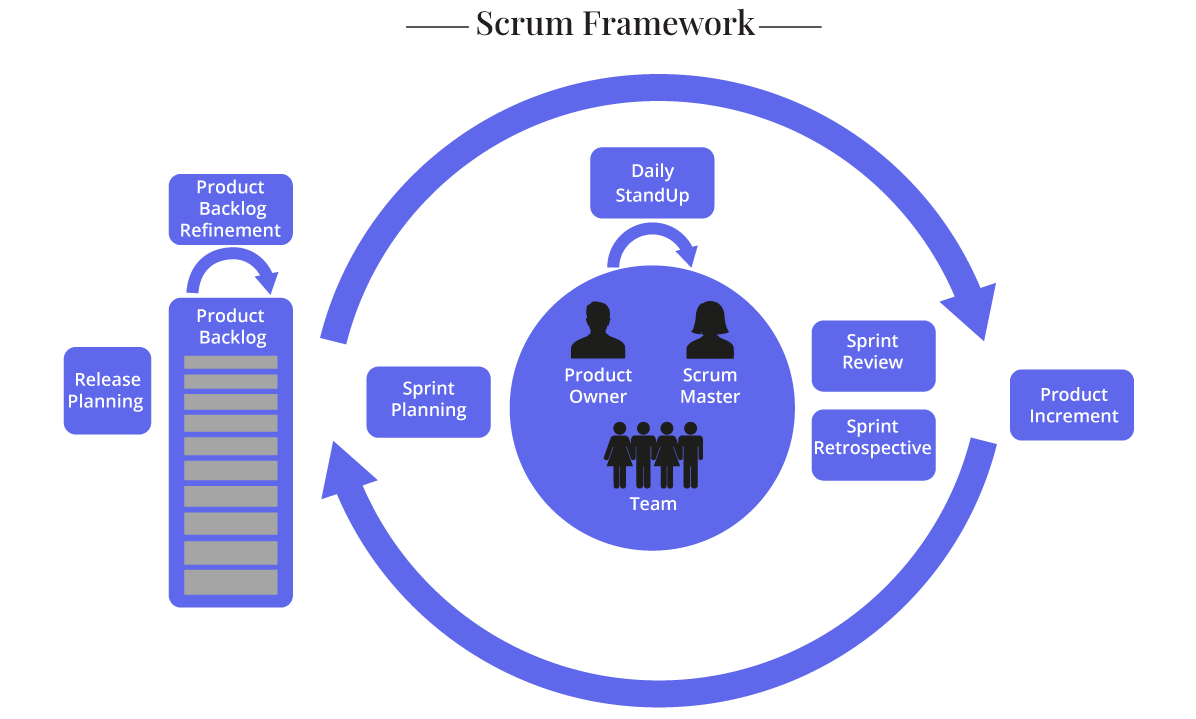 Scrum Framework
Daily
StandUp
Product
Backlog
Refinement
Product
Backlog
Release
Planning
Sprint
Planning
Product
Owner
Scrum
Master
Team
Sprint
Review
Sprint
Retrospective
Product
Increment